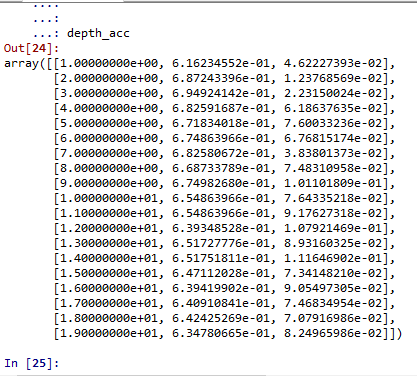 ....:
...:
...: depth_acc
Out[24]:
array([[1.00000000e+00, 6.16234552e-01, 4.62227393e-02],
[2.00000000e+00, 6.87243396e-01, 1.23768569e-02],
[3.00000000e+00, 6.94924142e-01, 2.23150024e-02],
[4.00000000e+00, 6.82591687e-01, 6.18637635e-02],
[5.00000000e+00, 6.71834018e-01, 7.60033236e-02],
[6.00000000e+00, 6.74863966e-01, 6.76815174e-02],
[7.00000000e+00, 6.82580672e-01, 3.83801373e-02],
[8.00000000e+00, 6.68733789e-01, 7.48310958e-02],
[9.00000000e+00, 6.74982680e-01, 1.01101809e-01],
[1.00000000e+01, 6.54863966e-01, 7.64335218e-02],
[1.10000000e+01, 6.54863966e-01, 9.17627318e-02],
[1.20000000e+01, 6.39348528e-01, 1.07921469e-01],
[1.30000000e+01, 6.51727776e-01, 8.93160325e-02],
[1.40000000e+01, 6.51751811e-01, 1.11646902e-01],
[1.50000000e+01, 6.47112028e-01, 7.34148210e-02],
[1.60000000e+01, 6.39419902e-01, 9.05497305e-02],
[1.70000000e+01, 6.40910841e-01, 7.46834954e-02],
[1.80000000e+01, 6.42425269e-01, 7.07916986e-02],
[1.90000000e+01, 6.34780665e-01, 8.24965986e-02]])
In [25]: